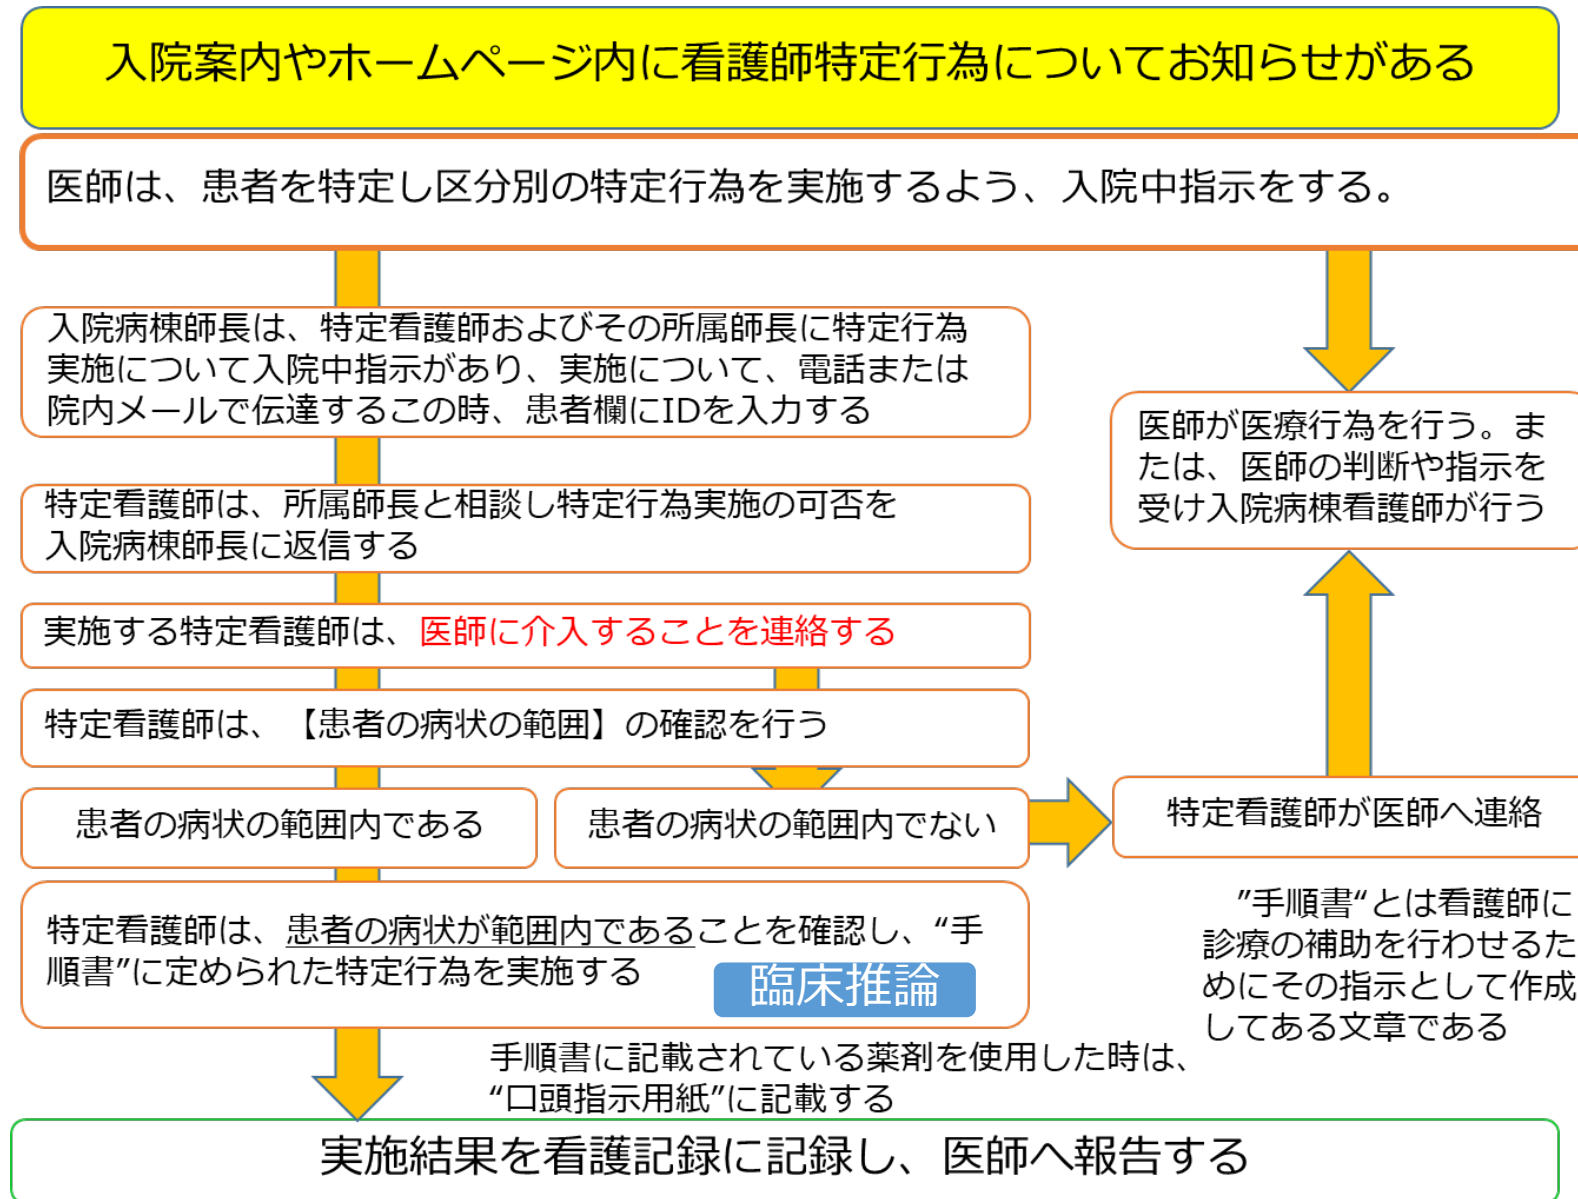 入院案内やホームページ内に看護師特定行為についてお知らせがある
医師は、患者を特定し区分別の特定行為を実施するよう、入院中指示をする。
入院病棟師長は、特定看護師およびその所属師長に特定行為
実施について入院中指示があり、実施について、電話または
院内メールで伝達するこの時、患者欄にIDを入力する
医師が医療行為を行う。ま
たは、医師の判断や指示を
受け入院病棟看護師が行う
特定看護師は、所属師長と相談し特定行為実施の可否を
入院病棟師長に返信する
実施する特定看護師は、医師に介入することを連絡する
特定看護師は、【患者の病状の範囲】の確認を行う
患者の病状の範囲内である
患者の病状の範囲内でない
特定看護師が医師へ連絡
特定看護師は、患者の病状が範囲内であることを確認し、“手
順書”に定められた特定行為を実施する
臨床推論
”手順書“とは看護師に
診療の補助を行わせるた
めにその指示として作成
してある文章である
手順書に記載されている薬剤を使用した時は、
“口頭指示用紙”に記載する
実施結果を看護記録に記録し、医師へ報告する